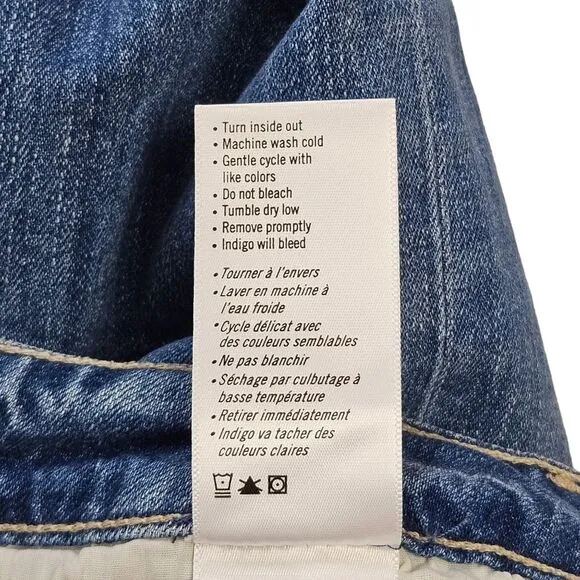 • Turn inside out
• Machine wash cold
• Gentle cycle with
like colors
• Do not bleach
• Tumble dry low
• Remove promptly
• Indigo will bleed
• Tourner à l'envers
• Laver en machine à
l'eau froide
• Cycle délicat avec
des couleurs semblables
• Ne pas blanchir
• Séchage par culbutage à
basse température
• Retirer immédiatement
• Indigo va tacher des
couleurs claires